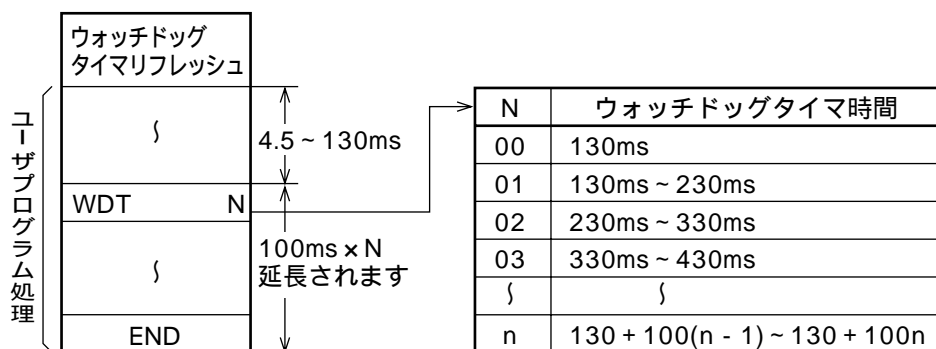 ウォッチドッグ
タイマリフレッシュ
ユーザプログラム処理
∫
4.5 ~ 130ms
WDT N
100ms × N
延長されます
∫
END
N ウォッチドッグタイマ時間
00 130ms
01 130ms ~ 230ms
02 230ms ~ 330ms
03 330ms ~ 430ms
∫ ∫
n 130 + 100(n - 1) ~ 130 + 100n